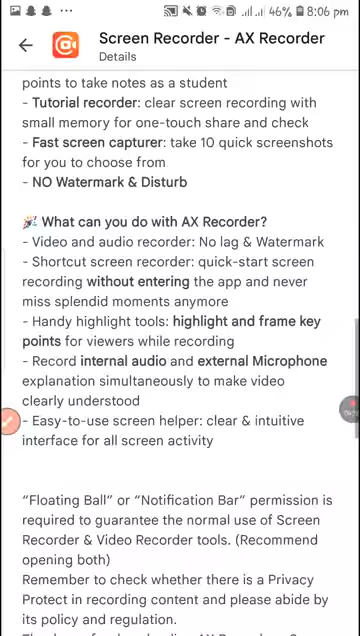 46% 8:06 pm
Screen Recorder - AX Recorder
Details
points to take notes as a student
- Tutorial recorder: clear screen recording with
small memory for one-touch share and check
- Fast screen capturer: take 10 quick screenshots
for you to choose from
- NO Watermark & Disturb
🎉 What can you do with AX Recorder?
- Video and audio recorder: No lag & Watermark
- Shortcut screen recorder: quick-start screen
recording without entering the app and never
miss splendid moments anymore
- Handy highlight tools: highlight and frame key
points for viewers while recording
- Record internal audio and external Microphone
explanation simultaneously to make video
clearly understood
- Easy-to-use screen helper: clear & intuitive
interface for all screen activity
“Floating Ball” or “Notification Bar” permission is
required to guarantee the normal use of Screen
Recorder & Video Recorder tools. (Recommend
opening both)
Remember to check whether there is a Privacy
Protect in recording content and please abide by
its policy and regulation.